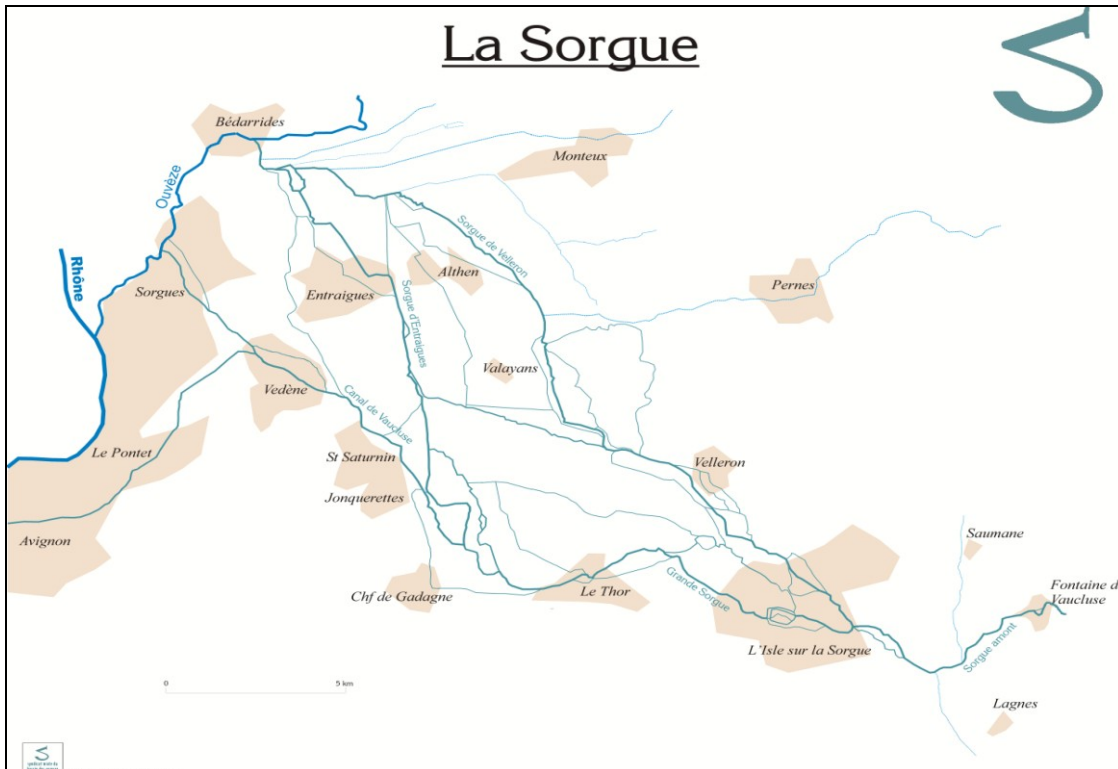 La Sorgue
Bédarrides
Monteux
Ouvèze
Sorgue de Velleron
Rhône
Sorgues
Entraigues
Althen
Pernes
Sorgue d'Entraigues
Valayans
Vedène
Canal de Vaucluse
Le Pontet
St Saturnin
Velleron
Jonquerettes
Avignon
Saumane
Chf de Gadagne
Le Thor
Grande Sorgue
Fontaine d
Vaucluse
L'Isle sur la Sorgue
Sorgue amont
Lagnes
0 5 km